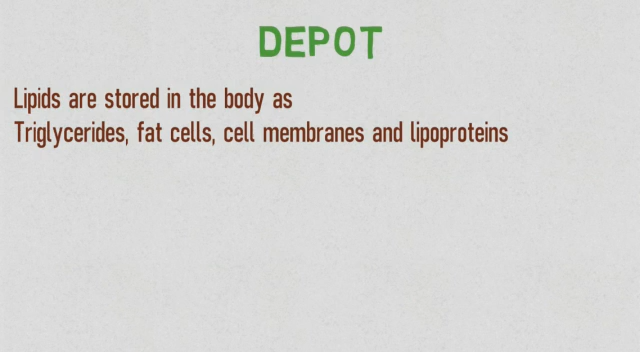 DEPOT
Lipids are stored in the body as
Triglycerides, fat cells, cell membranes and lipoproteins